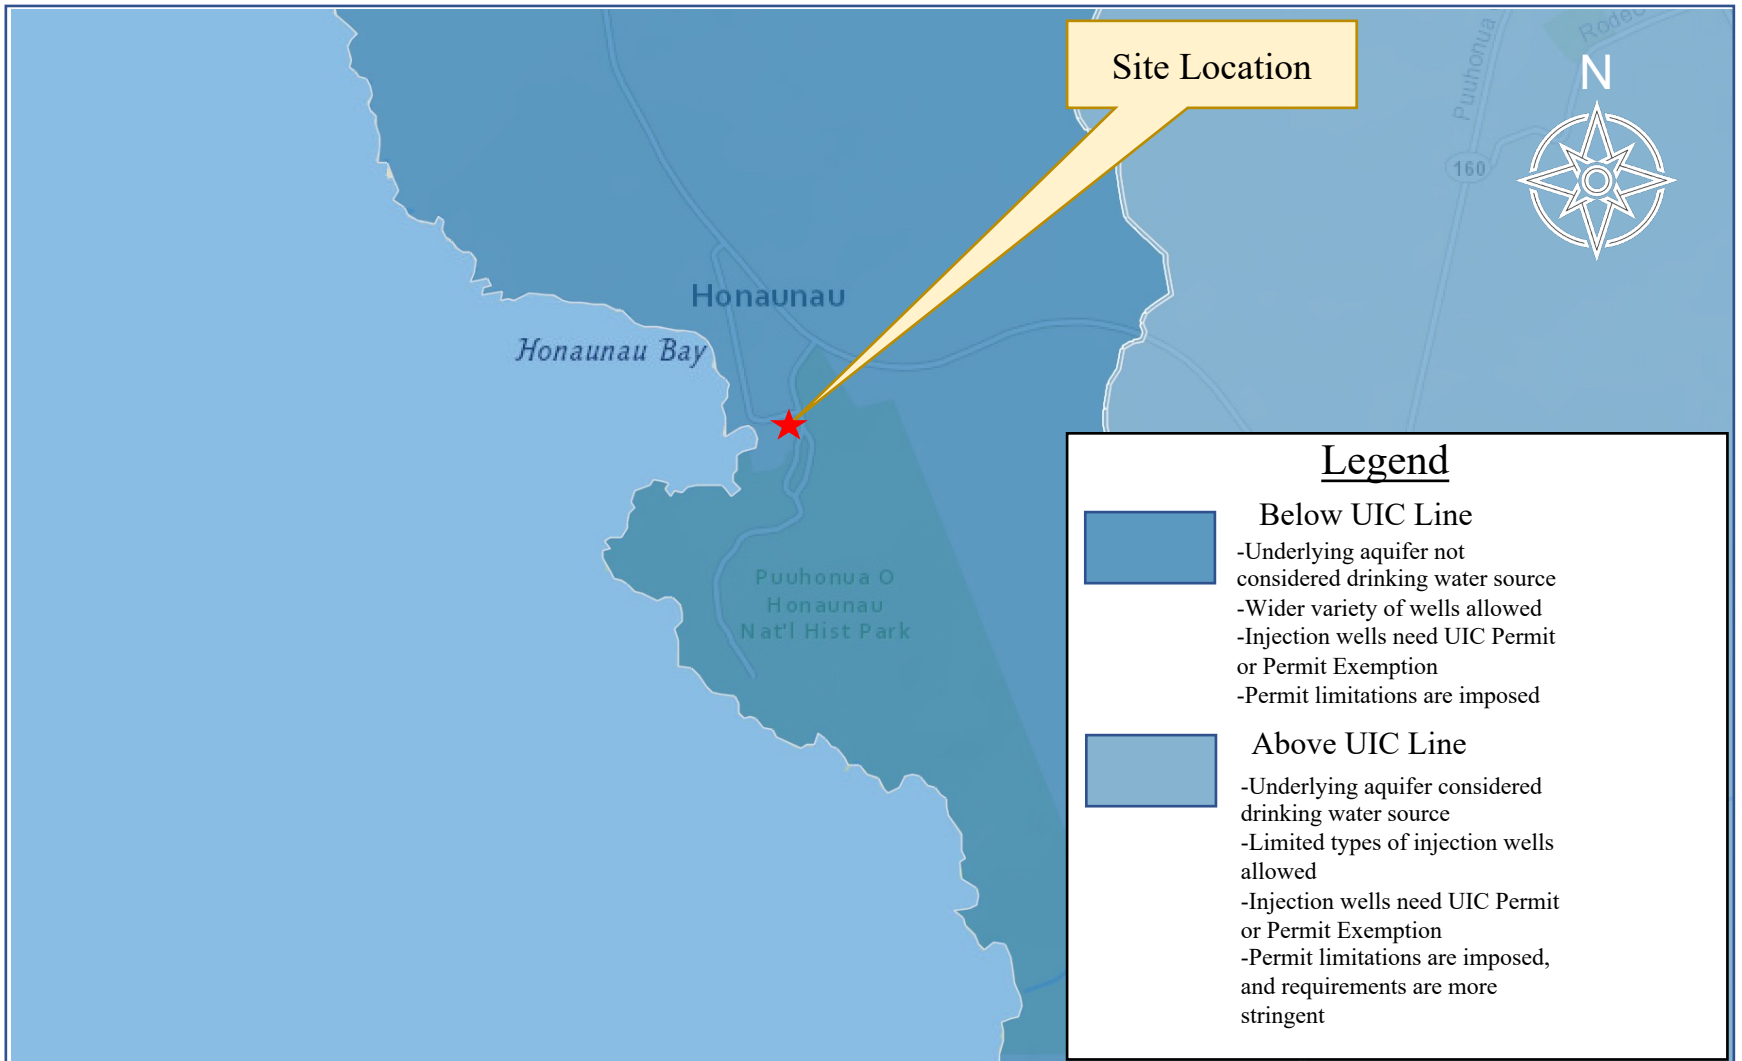 Site Location
N
Puuhonua
Rodeo
160
Honaunau
Honaunau Bay
Puuhonua O
Honaunau
Nat'l Hist Park
Legend
Below UIC Line
-Underlying aquifer not
considered drinking water source
-Wider variety of wells allowed
-Injection wells need UIC Permit
or Permit Exemption
-Permit limitations are imposed
Above UIC Line
-Underlying aquifer considered
drinking water source
-Limited types of injection wells
allowed
-Injection wells need UIC Permit
or Permit Exemption
-Permit limitations are imposed,
and requirements are more
stringent